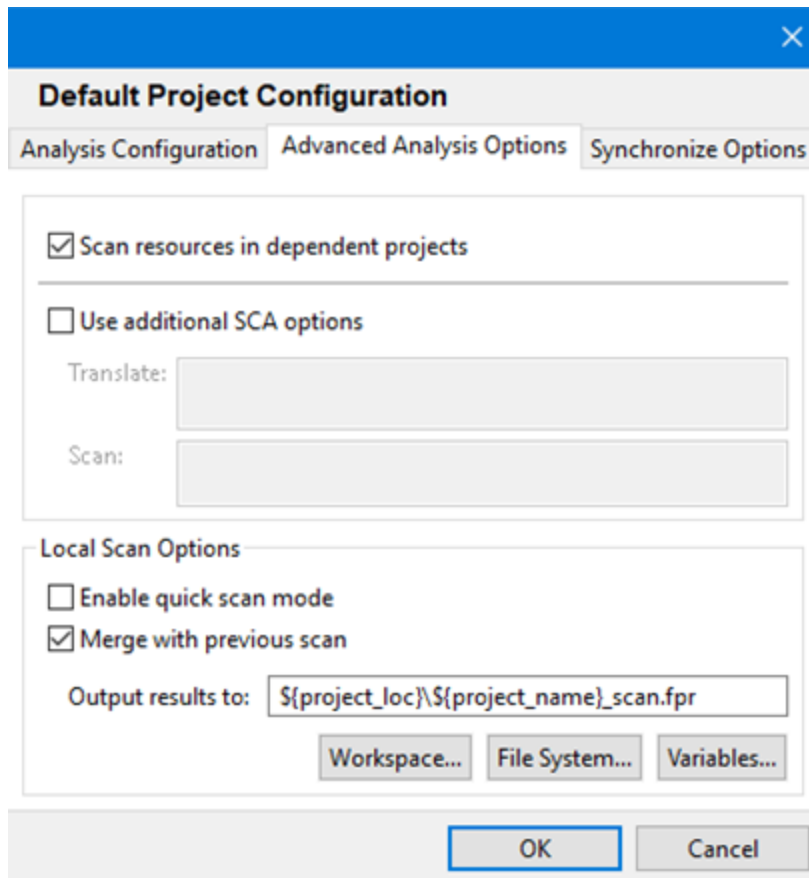 Default Project Configuration
Analysis Configuration Advanced Analysis Options Synchronize Options
Scan resources in dependent projects
Use additional SCA options
Translate:
Scan:
Local Scan Options
Enable quick scan mode
Merge with previous scan
Output results to: ${project_loc}\${project_name}_scan.fpr
Workspace... File System... Variables...
OK Cancel